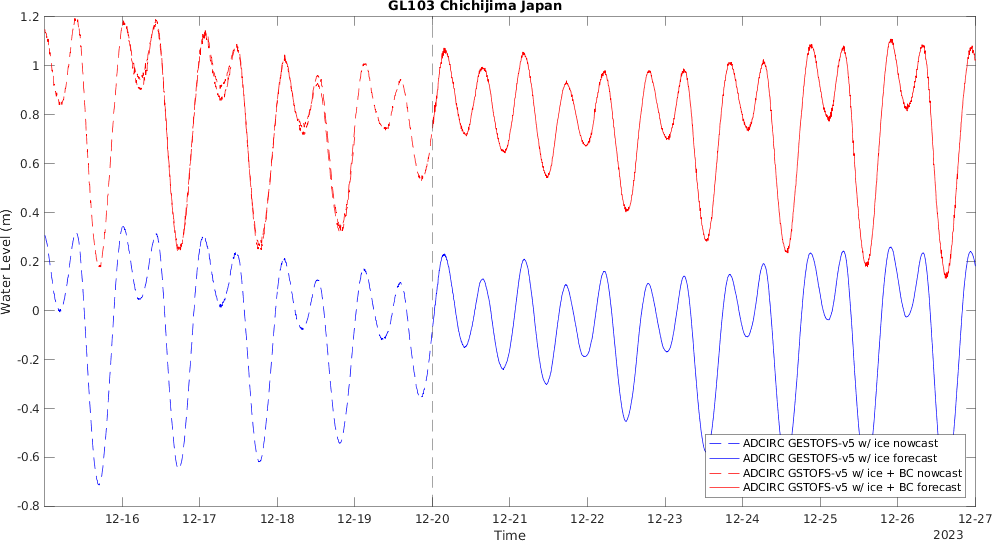 GL103 Chichijima Japan
Water Level (m)
1.2
1
0.8
0.6
0.4
0.2
0
-0.2
-0.4
-0.6
-0.8
ADCIRC GESTOFS-v5 w/ ice nowcast
ADCIRC GESTOFS-v5 w/ ice forecast
ADCIRC GSTOFS-v5 w/ ice + BC nowcast
ADCIRC GSTOFS-v5 w/ ice + BC forecast
12-16 12-17 12-18 12-19 12-20 12-21 12-22 12-23 12-24 12-25 12-26 12-27
Time
2023